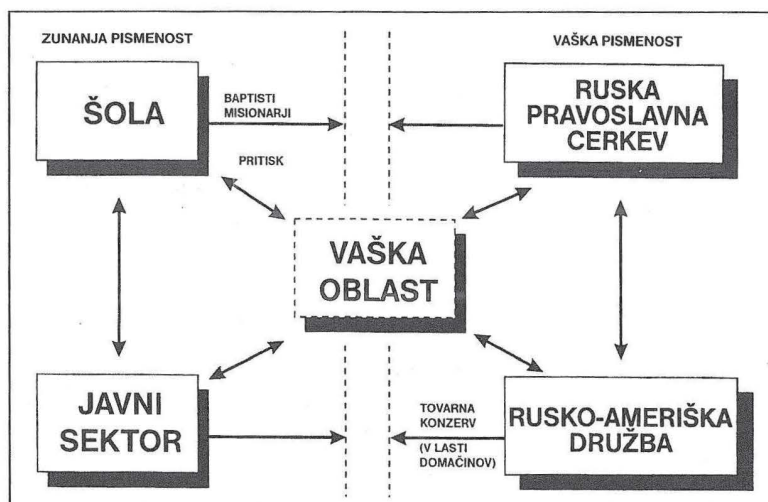 ZUNANJA PISMENOST
VAŠKA PISMENOST
ŠOLA
BAPTISTI
MISIONARJI
PRITISK
RUSKA
PRAVOSLAVNA
CERKEV
VAŠKA
OBLAST
JAVNI
SEKTOR
TOVARNA
KONZERV
(V LASTI
DOMAČINOV)
RUSKO-AMERIŠKA
DRUŽBA